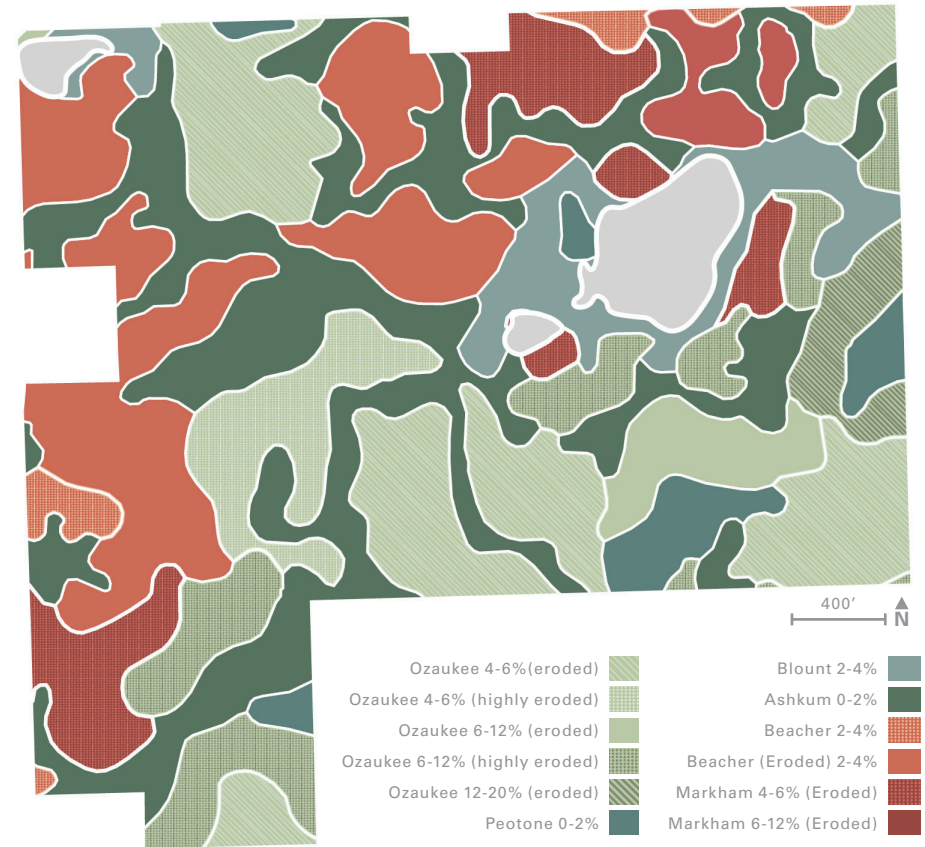 400’
N
Ozaukee 4-6%(eroded)
Ozaukee 4-6% (highly eroded)
Ozaukee 6-12% (eroded)
Ozaukee 6-12% (highly eroded)
Ozaukee 12-20% (eroded)
Peotone 0-2%
Blount 2-4%
Ashkum 0-2%
Beacher 2-4%
Beacher (Eroded) 2-4%
Markham 4-6% (Eroded)
Markham 6-12% (Eroded)